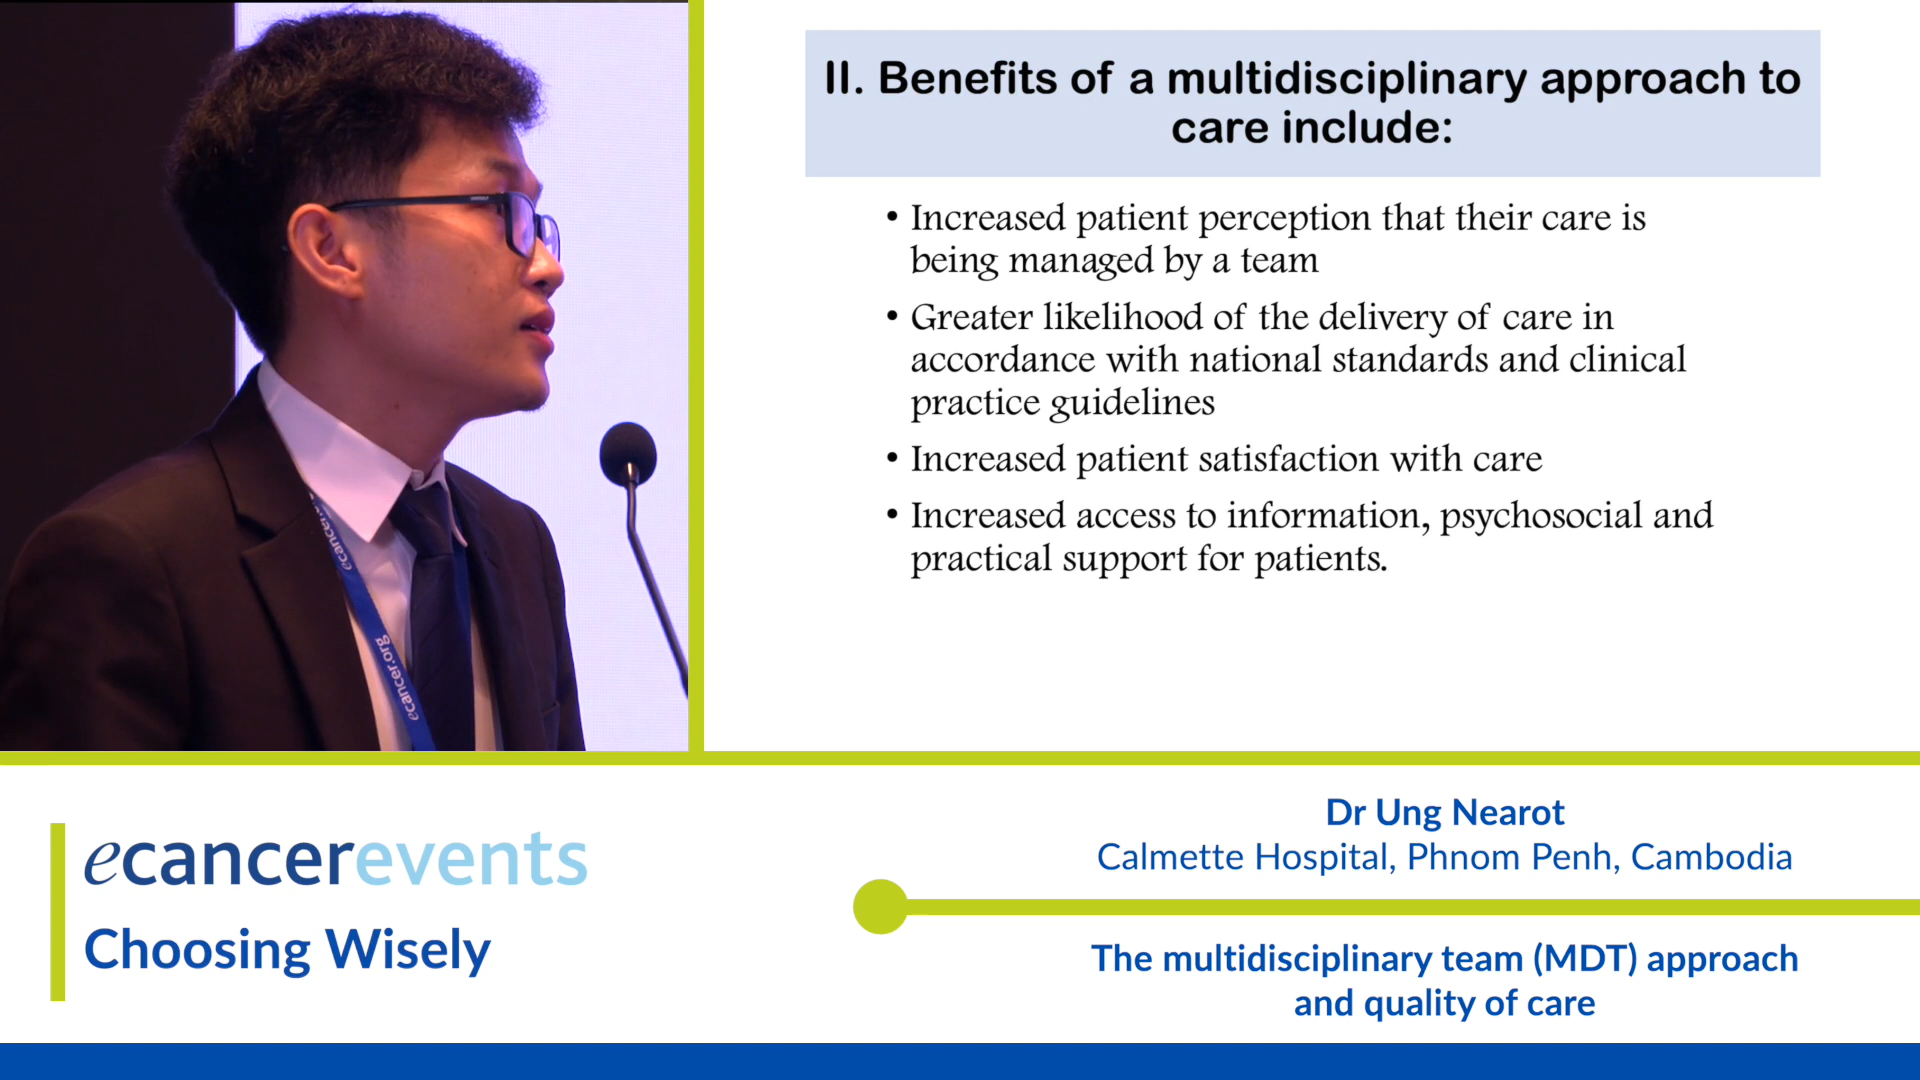 II. Benefits of a multidisciplinary approach to
care include:
• Increased patient perception that their care is
being managed by a team
• Greater likelihood of the delivery of care in
accordance with national standards and clinical
practice guidelines
• Increased patient satisfaction with care
• Increased access to information, psychosocial and
practical support for patients.
ecancer.org
ecancer.org
ecancerevents
Choosing Wisely
Dr Ung Nearot
Calmette Hospital, Phnom Penh, Cambodia
The multidisciplinary team (MDT) approach
and quality of care